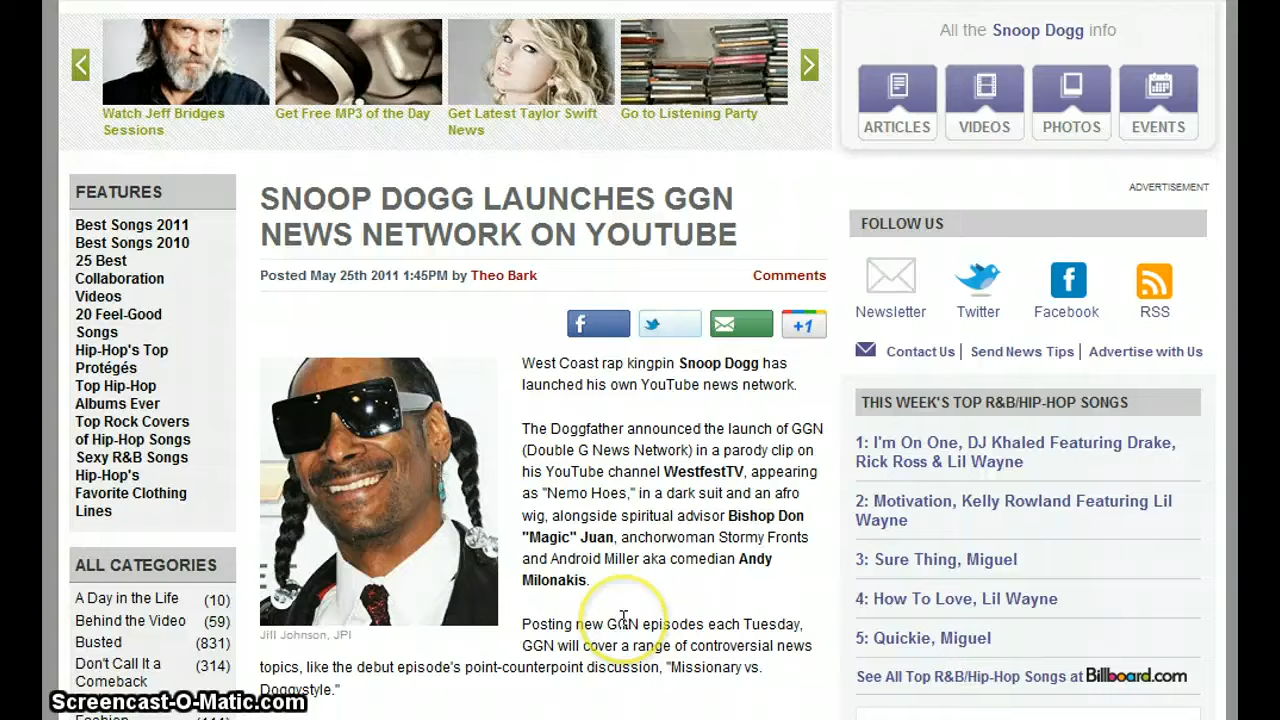 Watch Jeff Bridges
Sessions
Get Free MP3 of the Day
Get Latest Taylor Swift
News
Go to Listening Party
All the Snoop Dogg info
ARTICLES
VIDEOS
PHOTOS
EVENTS
FEATURES
Best Songs 2011
Best Songs 2010
25 Best
Collaboration
Videos
20 Feel-Good
Songs
Hip-Hop's Top
Protégés
Top Hip-Hop
Albums Ever
Top Rock Covers
of Hip-Hop Songs
Sexy R&B Songs
Hip-Hop's
Favorite Clothing
Lines
ALL CATEGORIES
A Day in the Life (10)
Behind the Video (59)
Busted (831)
Don't Call It a (314)
Comeback
SNOOP DOGG LAUNCHES GGN
NEWS NETWORK ON YOUTUBE
Posted May 25th 2011 1:45PM by Theo Bark
Comments
+1
West Coast rap kingpin Snoop Dogg has
launched his own YouTube news network.
The Doggfather announced the launch of GGN
(Double G News Network) in a parody clip on
his YouTube channel WestfestTV, appearing
as "Nemo Hoes," in a dark suit and an afro
wig, alongside spiritual advisor Bishop Don
"Magic" Juan, anchorwoman Stormy Fronts
and Android Miller aka comedian Andy
Milonakis.
Jill Johnson, JPI
Posting new GGN episodes each Tuesday,
GGN will cover a range of controversial news
topics, like the debut episode's point-counterpoint discussion, "Missionary vs.
Doggystyle."
ADVERTISEMENT
FOLLOW US
Newsletter
Twitter
Facebook
RSS
Contact Us | Send News Tips | Advertise with Us
THIS WEEK'S TOP R&B/HIP-HOP SONGS
1: I'm On One, DJ Khaled Featuring Drake,
Rick Ross & Lil Wayne
2: Motivation, Kelly Rowland Featuring Lil
Wayne
3: Sure Thing, Miguel
4: How To Love, Lil Wayne
5: Quickie, Miguel
See All Top R&B/Hip-Hop Songs at Billboard.com
Screencast-O-Matic.com